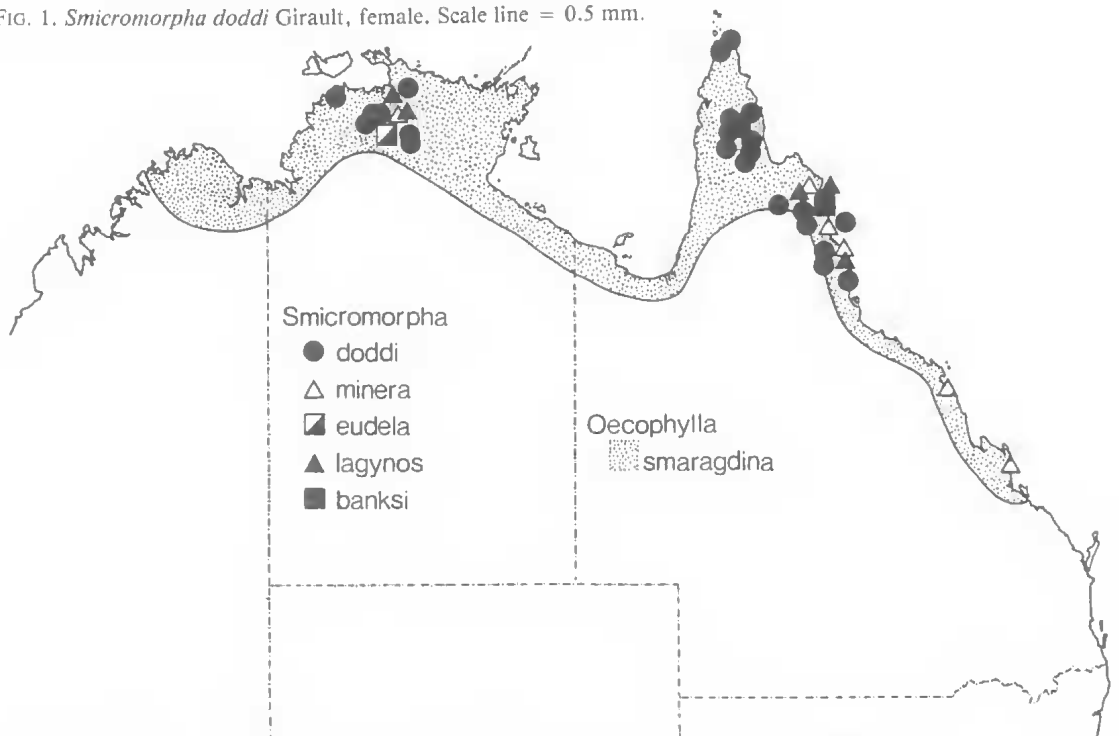 FIG. 1. Smicromorpha doddi Girault, female. Scale line = 0.5 mm.
Smicromorpha
doddi
minera
eudela
lagynos
banksi
Oecophylla
smaragdina